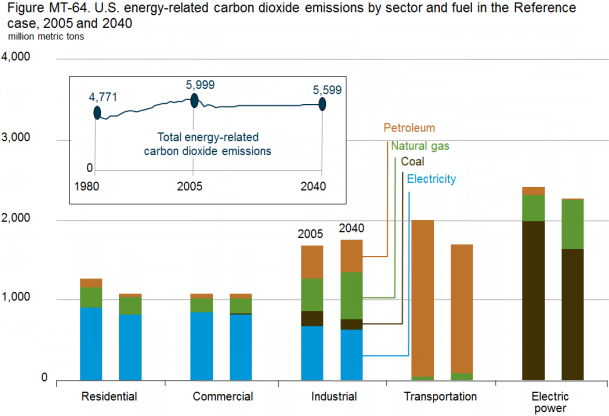 Figure MT-64. U.S. energy-related carbon dioxide emissions by sector and fuel in the Reference
case, 2005 and 2040
million metric tons
4,000
3,000
2,000
1,000
0
4,771
5,999
5,599
Total energy-related
carbon dioxide emissions
0
1980
2005
2040
Petroleum
Natural gas
Coal
Electricity
2005
2040
Residential
Commercial
Industrial
Transportation
Electric
power